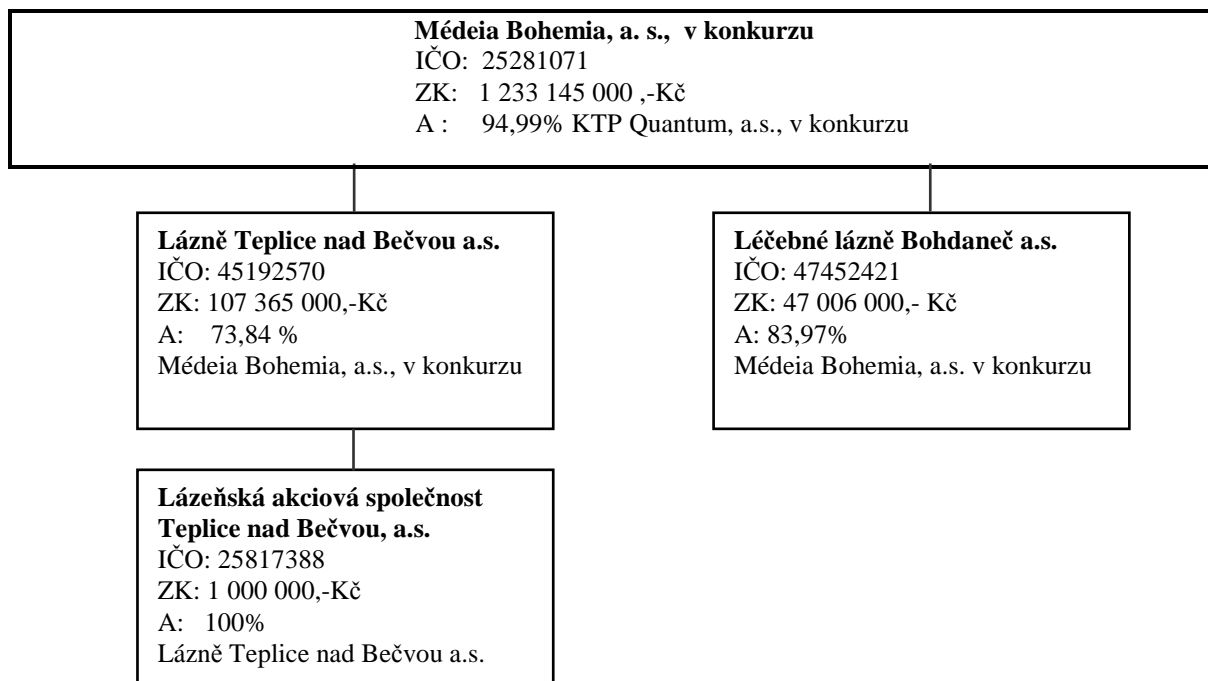 Médeia Bohemia, a. s., v konkurzu
IČO: 25281071
ZK: 1 233 145 000 ,-Kč
A : 94,99% KTP Quantum, a.s., v konkurzu
Lázně Teplice nad Bečvou a.s.
IČO: 45192570
ZK: 107 365 000,-Kč
A: 73,84 %
Médeia Bohemia, a.s., v konkurzu
Léčebné lázně Bohdaneč a.s.
IČO: 47452421
ZK: 47 006 000,- Kč
A: 83,97%
Médeia Bohemia, a.s. v konkurzu
Lázeňská akciová společnost
Teplice nad Bečvou, a.s.
IČO: 25817388
ZK: 1 000 000,-Kč
A: 100%
Lázně Teplice nad Bečvou a.s.